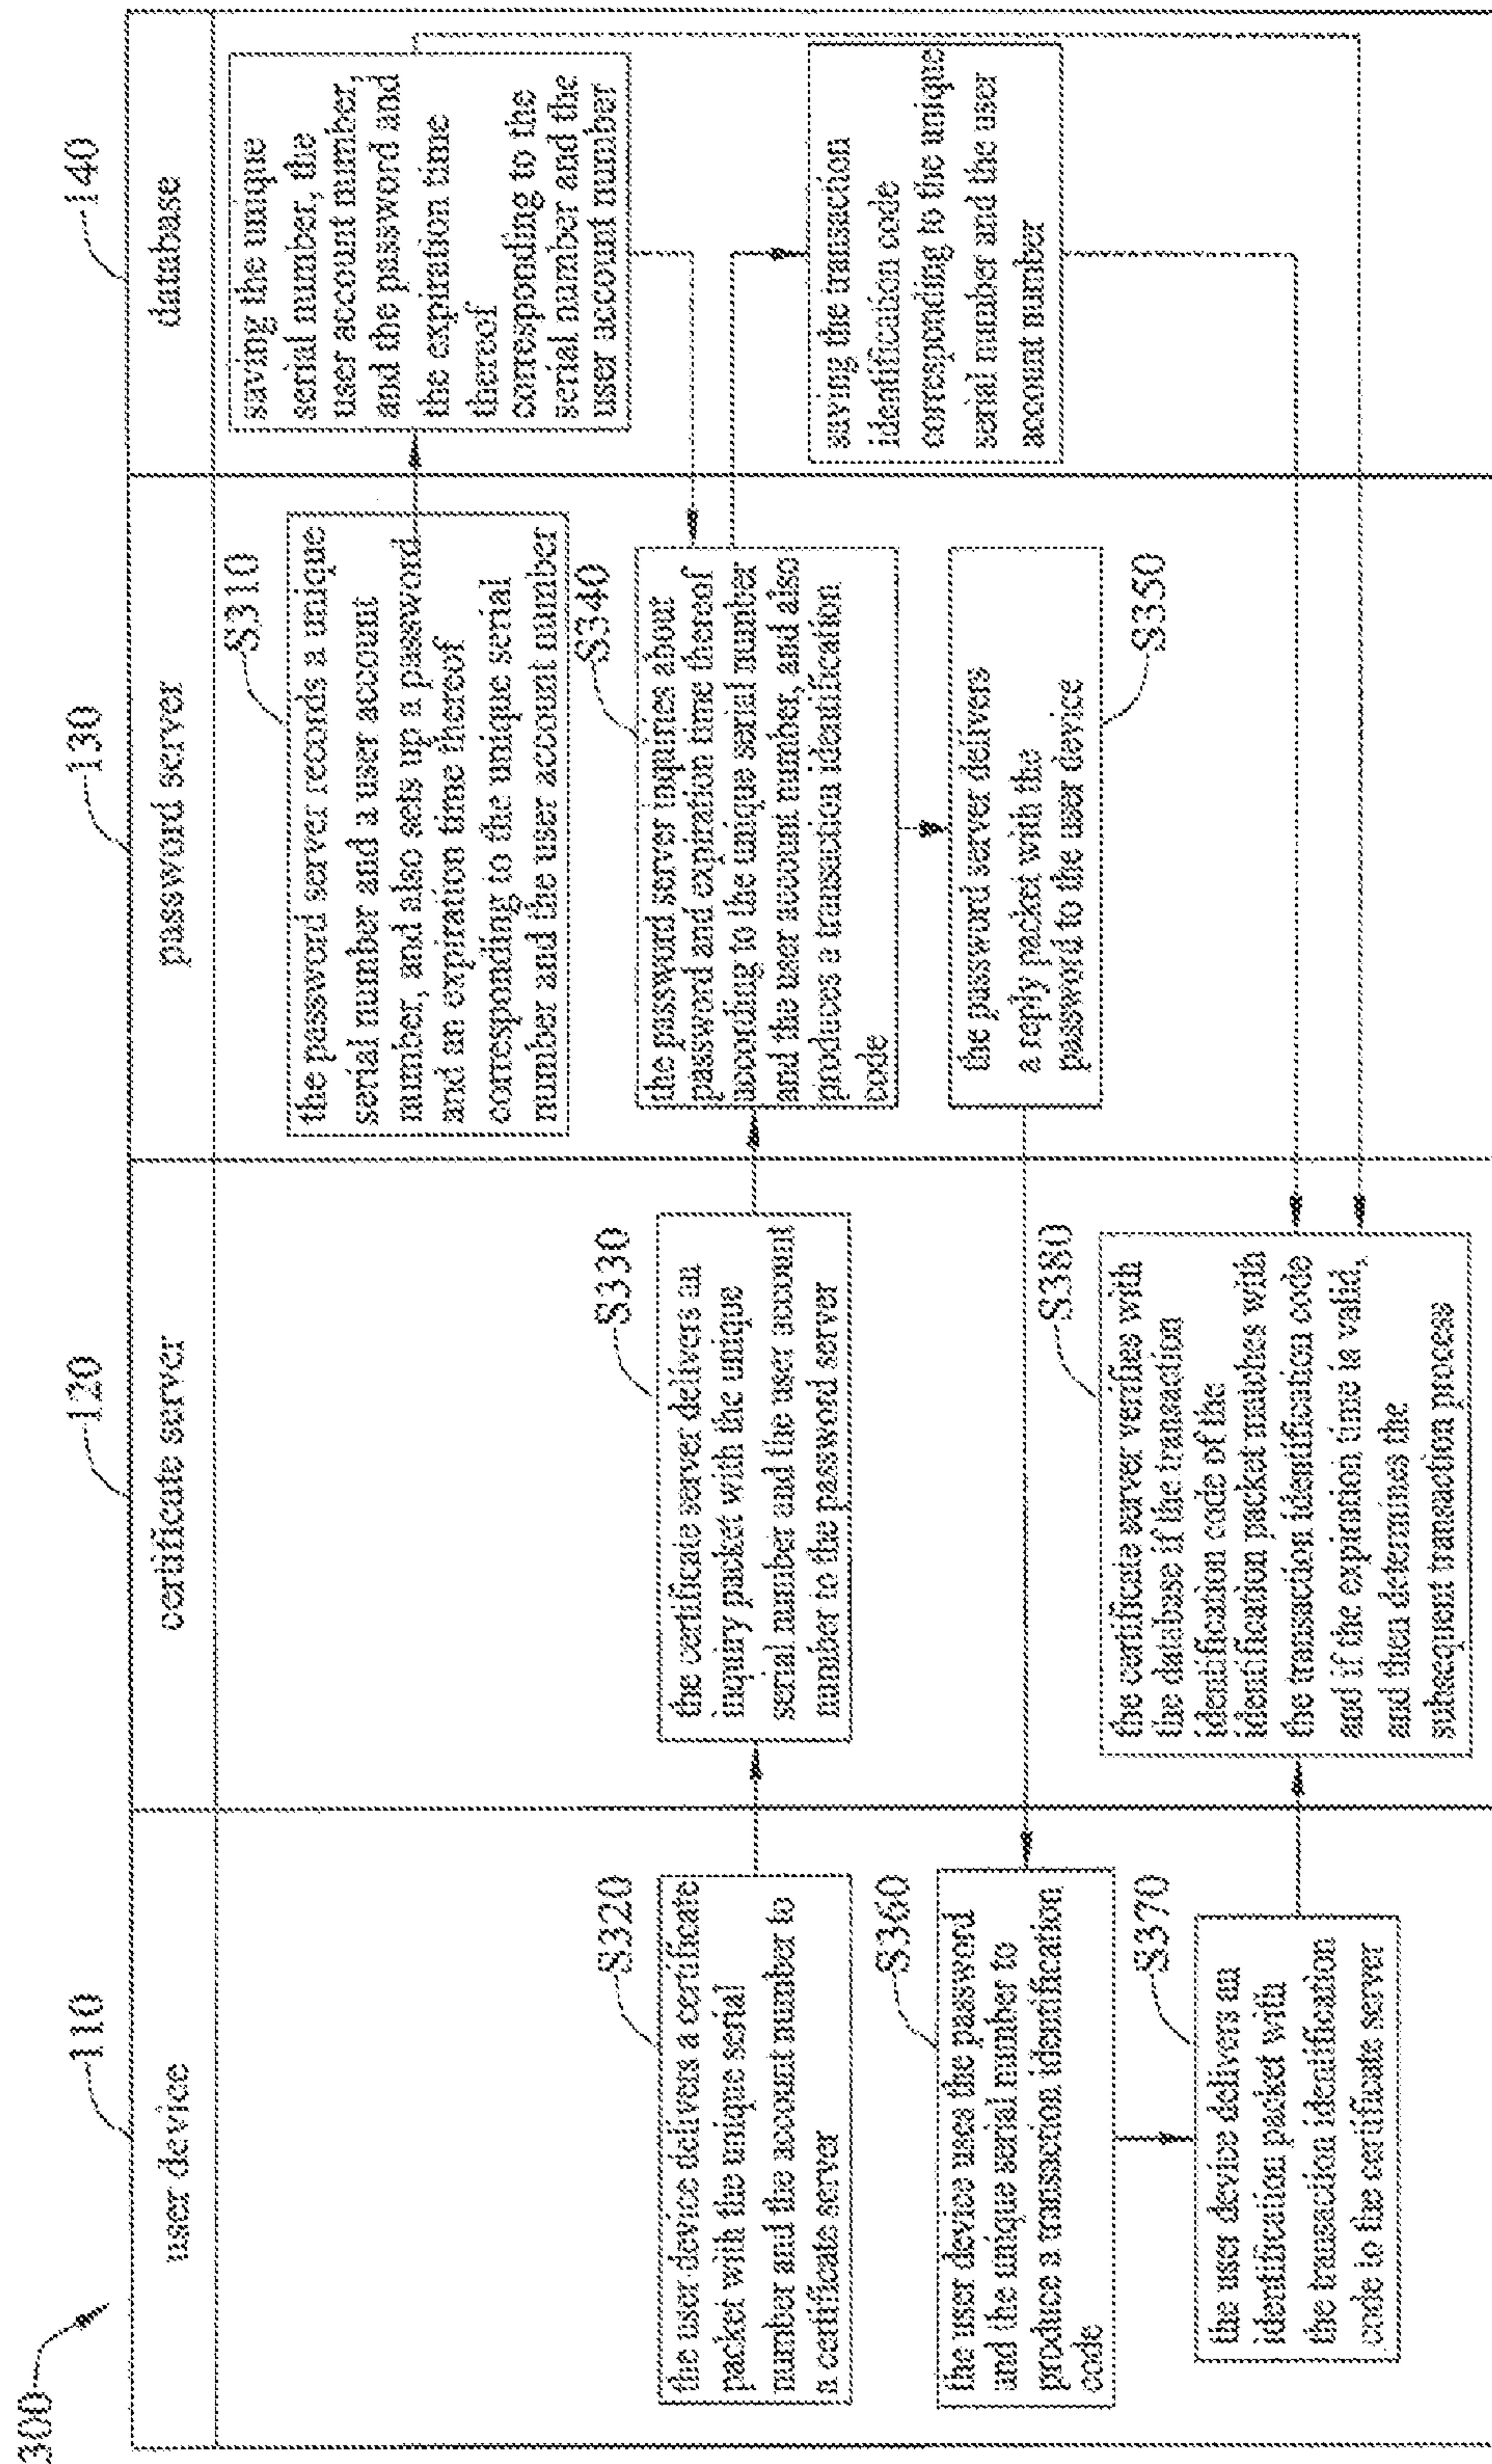 300
110
120
130
140
user device
certificate server
password server
database
S310
the password server records a unique
serial number and a user account
number, and also sets up a password
and an expiration time thereof
corresponding to the unique serial
number and the user account number
saving the unique
serial number, the
user account number,
and the password and
the expiration time
thereof
corresponding to the
serial number and the
user account number
S320
the user device delivers a certificate
packet with the unique serial
number and the account number to
a certificate server
S330
the certificate server delivers an
inquiry packet with the unique
serial number and the user account
number to the password server
S340
the password server inquiries about
password and expiration time thereof
according to the unique serial number
and the user account number, and also
produces a transaction identification
code
saving the transaction
identification code
corresponding to the unique
serial number and the user
account number
S350
the password server delivers
a reply packet with the
password to the user device
S360
the user device uses the password
and the unique serial number to
produce a transaction identification
code
S370
the user device delivers an
identification packet with
the transaction identification
code to the certificate server
S380
the certificate server verifies with
the database if the transaction
identification code of the
identification packet matches with
the transaction identification code
and if the expiration time is valid,
and then determines the
subsequent transaction process